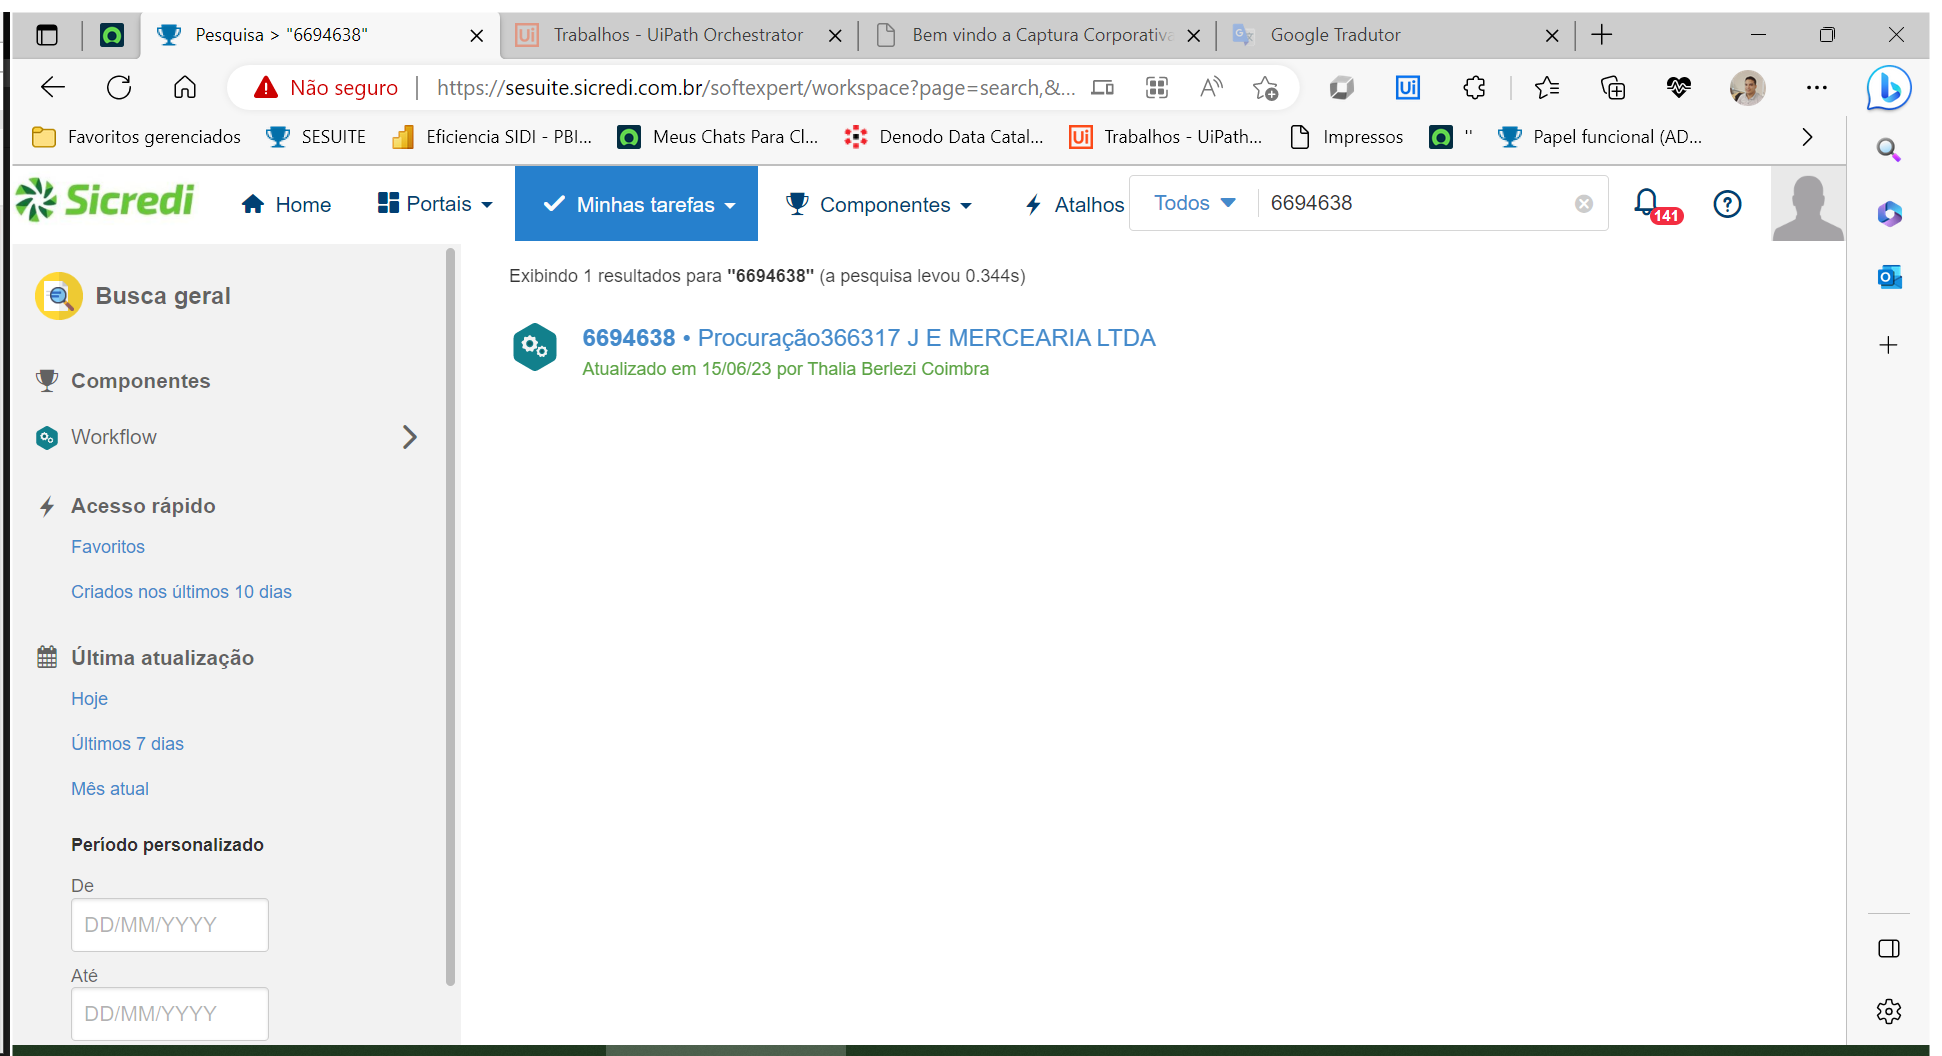 Pesquisa > "6694638"
Trabalhos - UiPath Orchestrator
Bem vindo a Captura Corporativa
Google Tradutor
Não seguro
https://sesuite.sicredi.com.br/softexpert/workspace?page=search,&...
Favoritos gerenciados
SESUITE
Eficiencia SIDI - PBI...
Meus Chats Para Cl...
Denodo Data Catal...
Ui Trabalhos - UiPath...
Impressos
"
Papel funcional (AD...
Sicredi
Home
Portais
Minhas tarefas
Componentes
Atalhos
Todos
6694638
141
Busca geral
Componentes
Workflow
Acesso rápido
Favoritos
Criados nos últimos 10 dias
Última atualização
Hoje
Últimos 7 dias
Mês atual
Período personalizado
De
DD/MM/YYYY
Até
DD/MM/YYYY
Exibindo 1 resultados para "6694638" (a pesquisa levou 0.344s)
6694638 • Procuração366317 J E MERCEARIA LTDA
Atualizado em 15/06/23 por Thalia Berlezi Coimbra